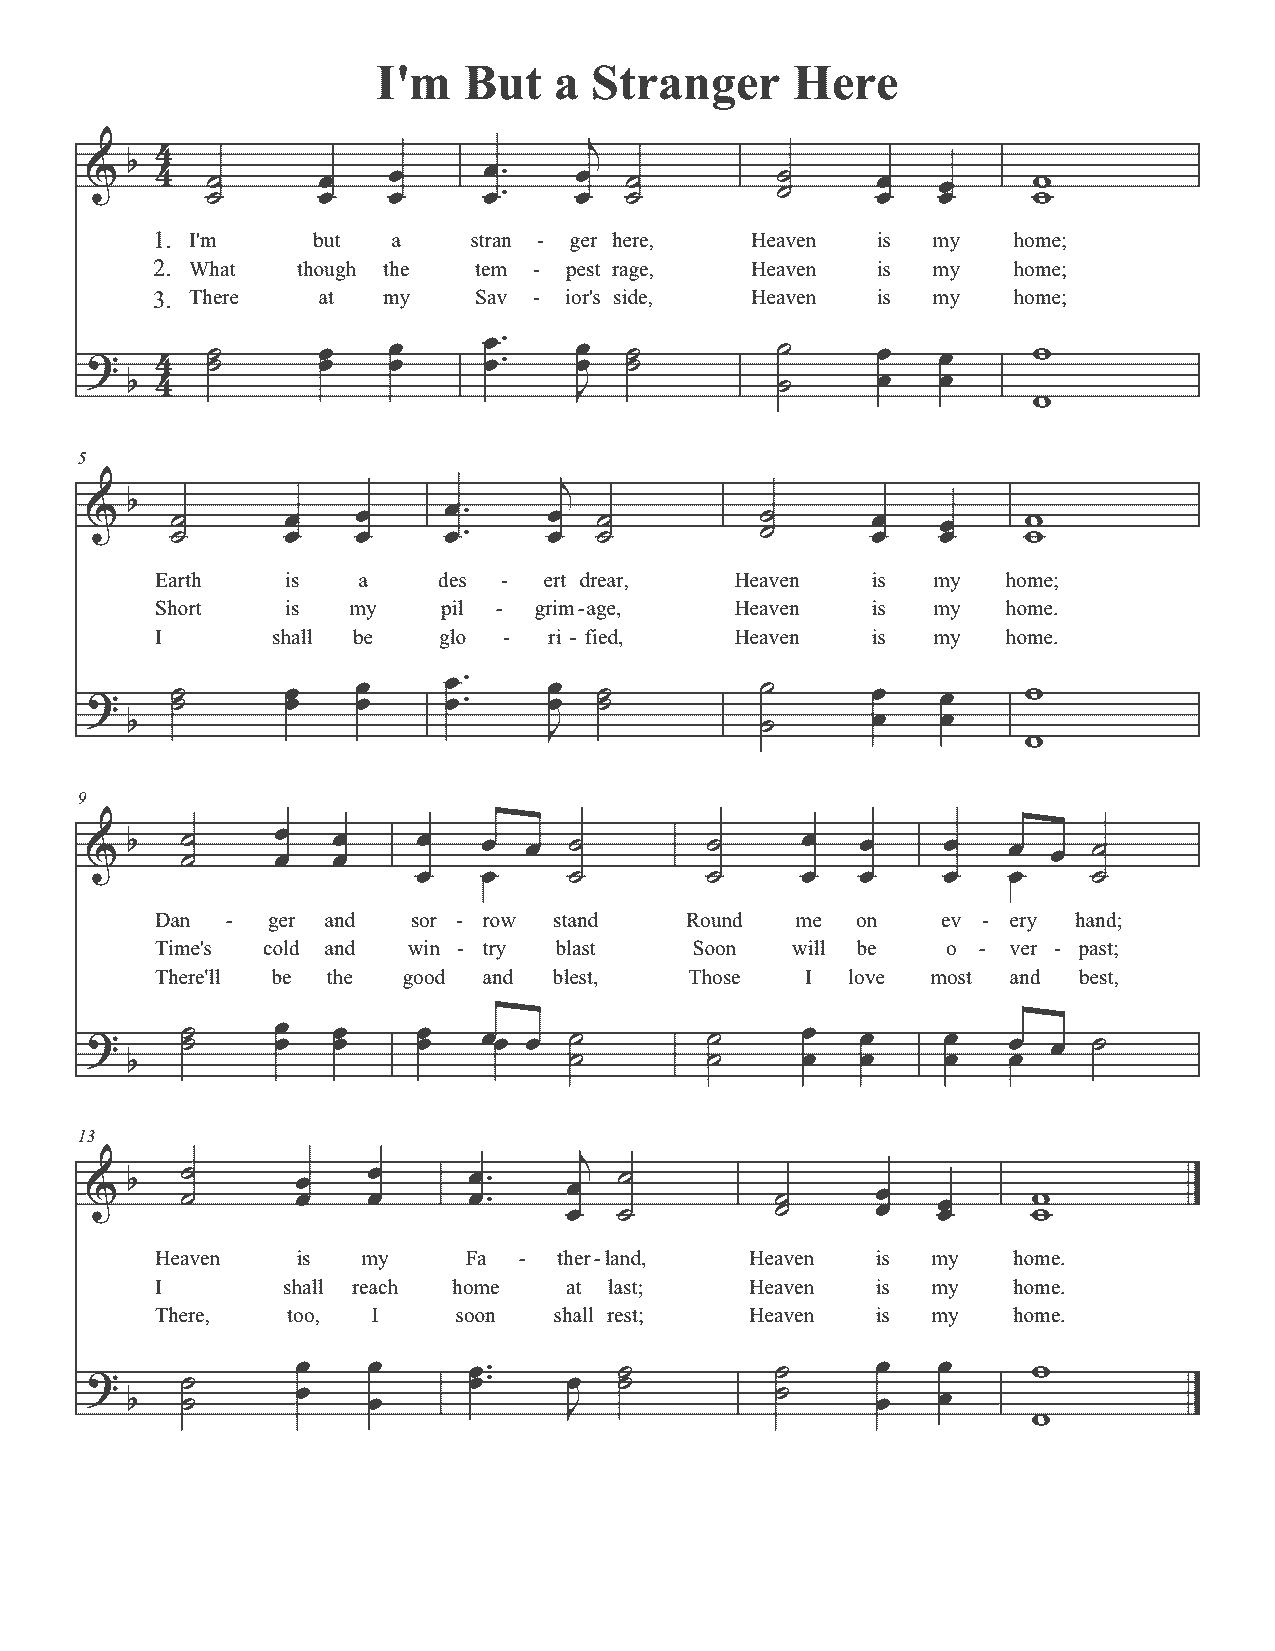 I'm But a Stranger Here
1. I'm but a stran - ger here, Heaven is my home;
2. What though the tem - pest rage, Heaven is my home;
3. There at my Sav - ior's side, Heaven is my home;
5
Earth is a des - ert drear, Heaven is my home;
Short is my pil - grim - age, Heaven is my home.
I shall be glo - ri - fied, Heaven is my home.
9
Dan - ger and sor - row stand Round me on ev - ery hand;
Time's cold and win - try blast Soon will be o - ver - past;
There'll be the good and blest, Those I love most and best,
13
Heaven is my Fa - ther - land, Heaven is my home.
I shall reach home at last; Heaven is my home.
There, too, I soon shall rest; Heaven is my home.